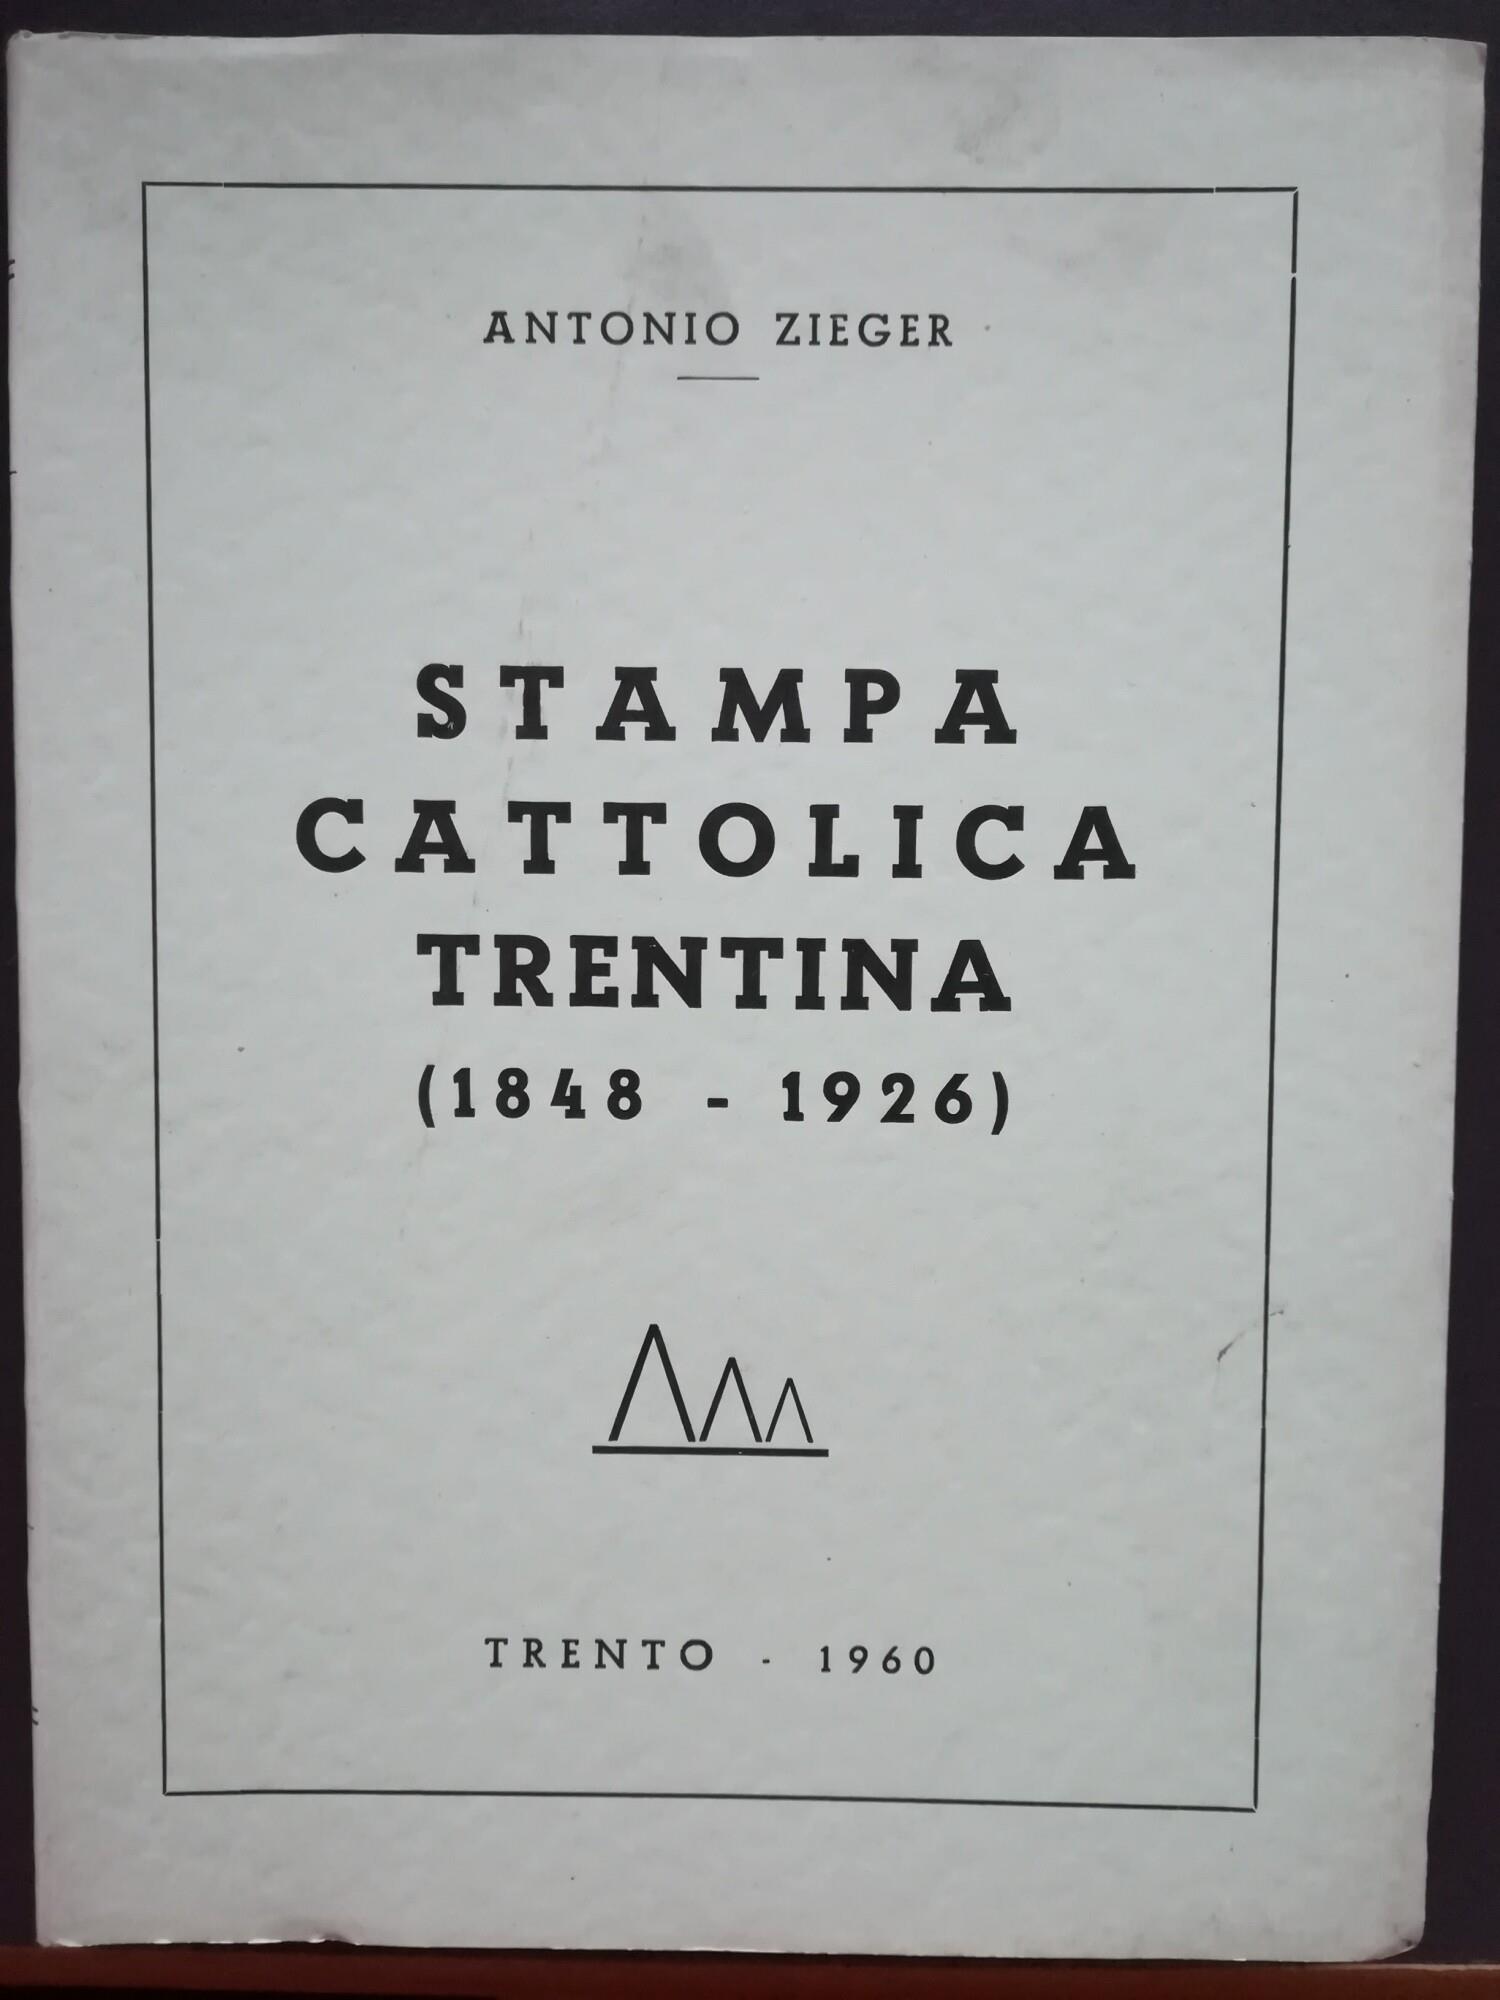 ANTONIO ZIEGER
STAMPA
CATTOLICA
TRENTINA
(1848 - 1926)
TRENTO - 1960